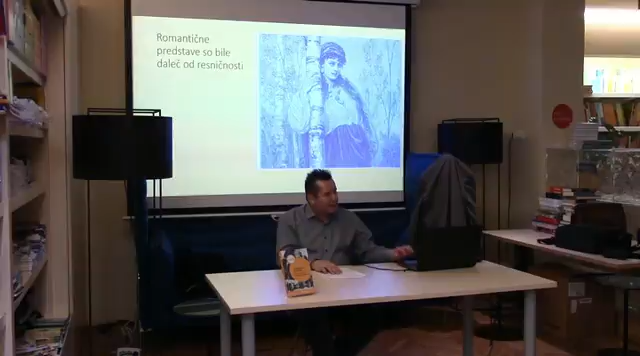 Romantične
predstave so bile
daleč od resničnosti